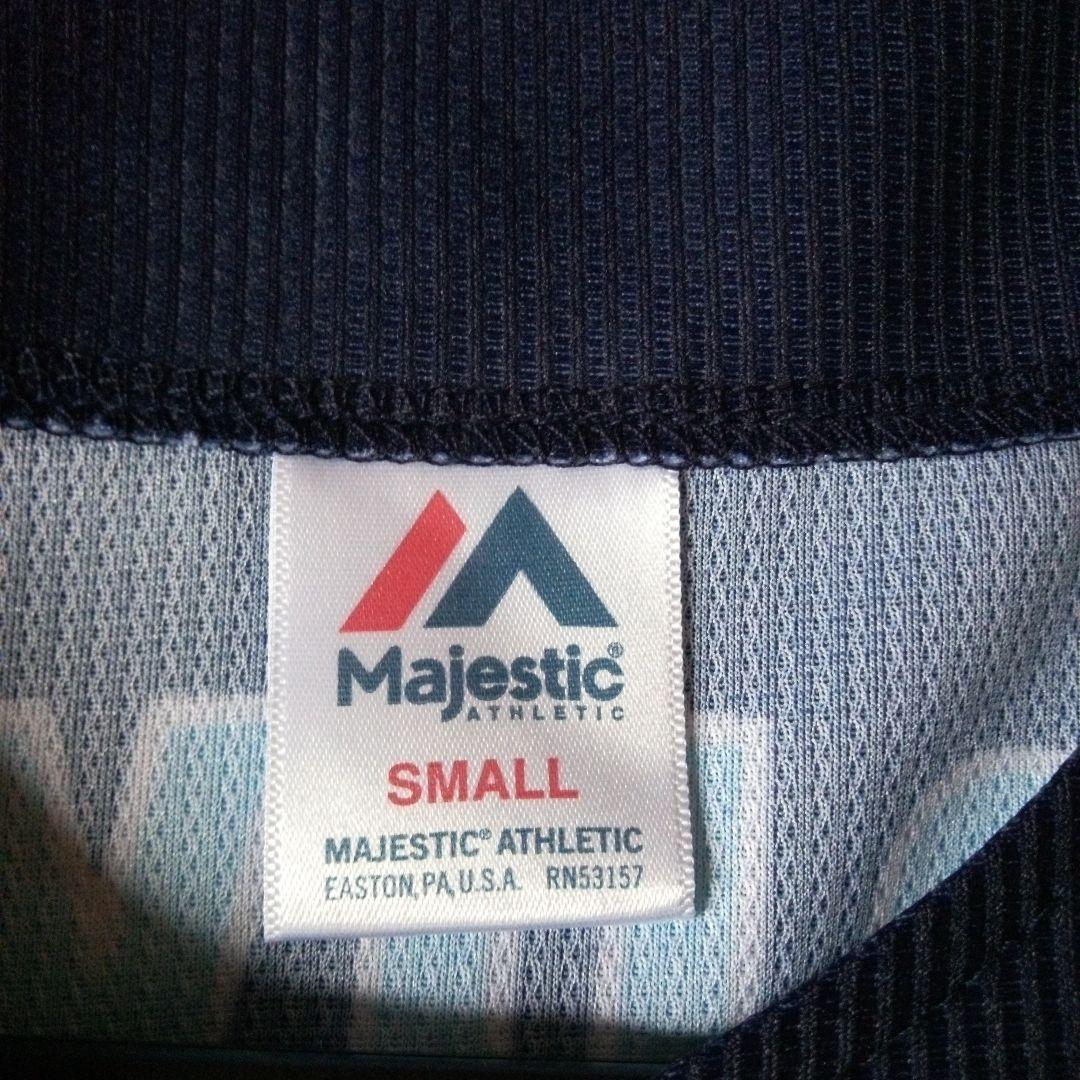 Majestic®
ATHLETIC
SMALL
MAJESTIC® ATHLETIC
EASTON, PA, U.S.A. RN53157